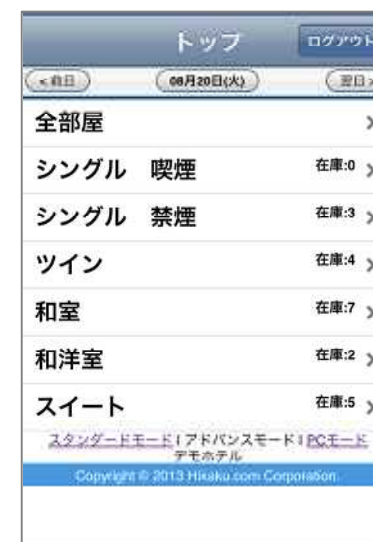 トップ ログアウト
<前日 08月20日(火) 翌日>
全部屋
シングル 喫煙 在庫:0
シングル 禁煙 在庫:3
ツイン 在庫:4
和室 在庫:7
和洋室 在庫:2
スイート 在庫:5
スタンダードモード | アドバンスモード | PCモード
デモホテル
Copyright © 2013 Hikaku.com Corporation.